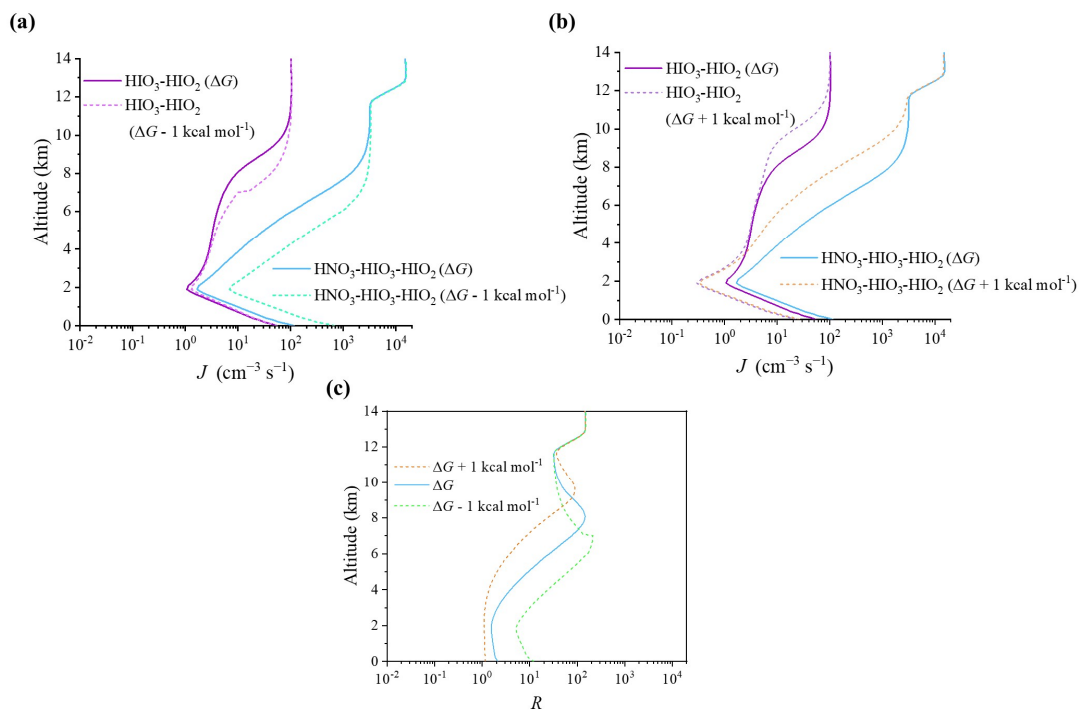 (a)
14
12
10
8
6
4
2
0
Altitude (km)
HIO₃-HIO₂ (ΔG)
HIO₃-HIO₂
(ΔG - 1 kcal mol⁻¹)
HNO₃-HIO₃-HIO₂ (ΔG)
HNO₃-HIO₃-HIO₂ (ΔG - 1 kcal mol⁻¹)
10⁻² 10⁻¹ 10⁰ 10¹ 10² 10³ 10⁴
J (cm⁻³ s⁻¹)
(b)
14
12
10
8
6
4
2
0
Altitude (km)
HIO₃-HIO₂ (ΔG)
HIO₃-HIO₂
(ΔG + 1 kcal mol⁻¹)
HNO₃-HIO₃-HIO₂ (ΔG)
HNO₃-HIO₃-HIO₂ (ΔG + 1 kcal mol⁻¹)
10⁻² 10⁻¹ 10⁰ 10¹ 10² 10³ 10⁴
J (cm⁻³ s⁻¹)
(c)
14
12
10
8
6
4
2
0
Altitude (km)
ΔG + 1 kcal mol⁻¹
ΔG
ΔG - 1 kcal mol⁻¹
10⁻² 10⁻¹ 10⁰ 10¹ 10² 10³ 10⁴
R